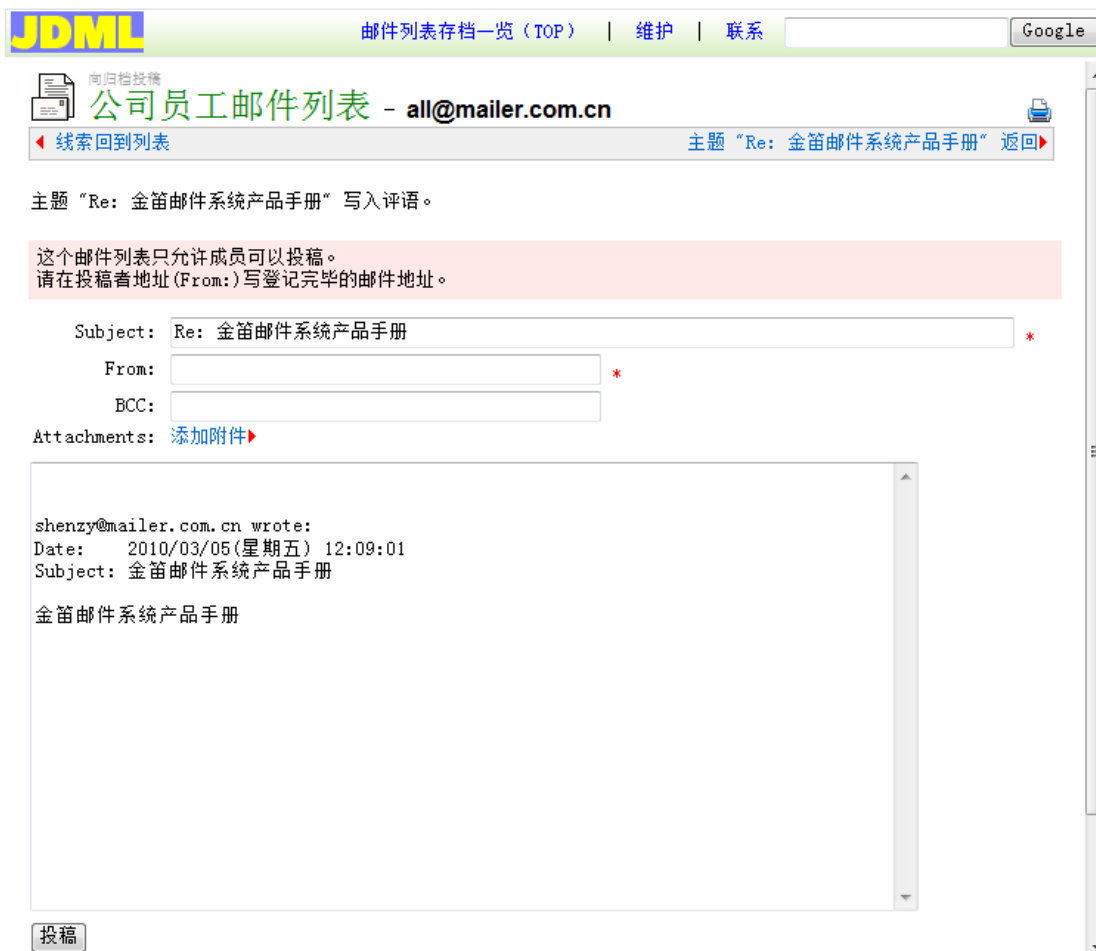 JDML
邮件列表存档一览（TOP） | 维护 | 联系 Google
向归档投稿
公司员工邮件列表 - all@mailer.com.cn
线索回到列表 主题 “Re: 金笛邮件系统产品手册” 返回
主题 “Re: 金笛邮件系统产品手册” 写入评语。
这个邮件列表只允许成员可以投稿。
请在投稿者地址(From:)写登记完毕的邮件地址。
Subject: Re: 金笛邮件系统产品手册 *
From: *
BCC:
Attachments: 添加附件
shenzy@mailer.com.cn wrote:
Date: 2010/03/05(星期五) 12:09:01
Subject: 金笛邮件系统产品手册
金笛邮件系统产品手册
投稿